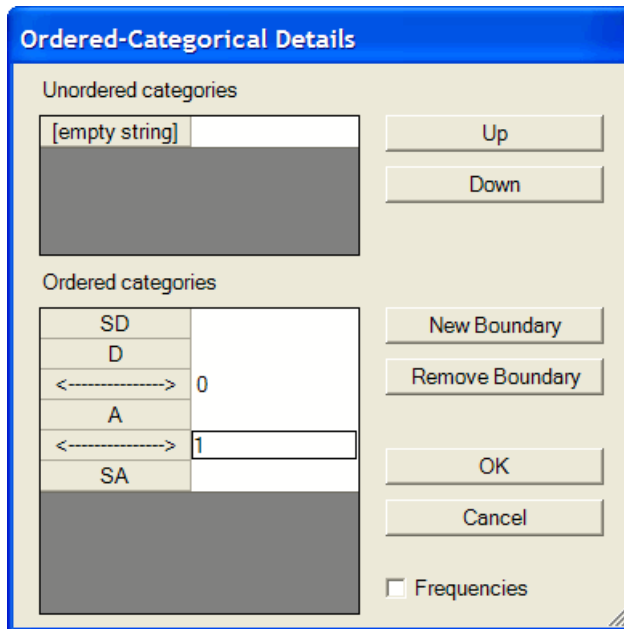 Ordered-Categorical Details
Unordered categories
[empty string]
Up
Down
Ordered categories
SD
D
<---------------> 0
A
<---------------> 1
SA
New Boundary
Remove Boundary
OK
Cancel
Frequencies